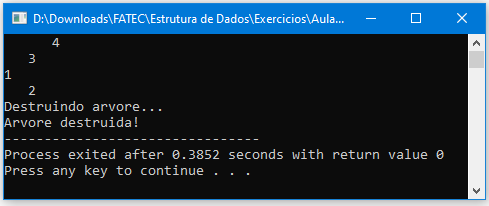 D:\Downloads\FATEC\Estrutura de Dados\Exercicios\Aula...
4
3
1
2
Destruindo arvore...
Arvore destruida!
--------------------------------
Process exited after 0.3852 seconds with return value 0
Press any key to continue . . .